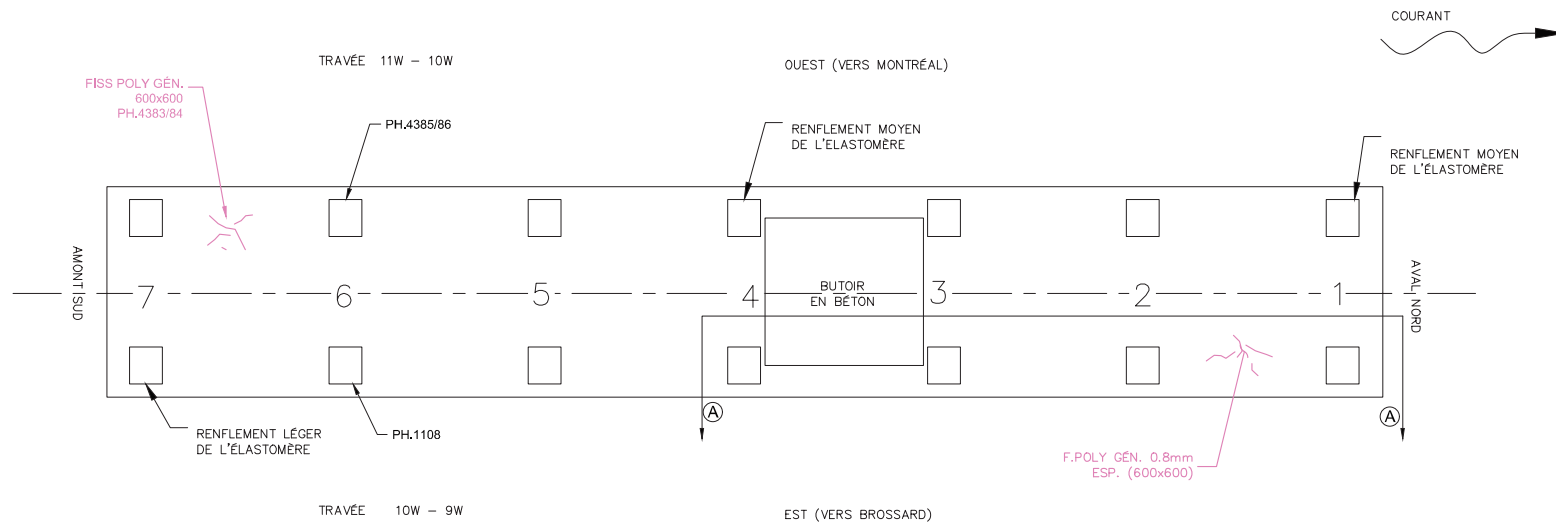 COURANT
TRAVÉE 11W – 10W
OUEST (VERS MONTRÉAL)
FISS POLY GÉN.
600x600
PH.4383/84
PH.4385/86
RENFLEMENT MOYEN
DE L'ELASTOMÈRE
RENFLEMENT MOYEN
DE L'ÉLASTOMÈRE
AMONT SUD
7
6
5
4
BUTOIR
EN BÉTON
3
2
1
AVAL NORD
A
A
RENFLEMENT LÉGER
DE L'ÉLASTOMÈRE
PH.1108
F.POLY GÉN. 0.8mm
ESP. (600x600)
TRAVÉE 10W – 9W
EST (VERS BROSSARD)